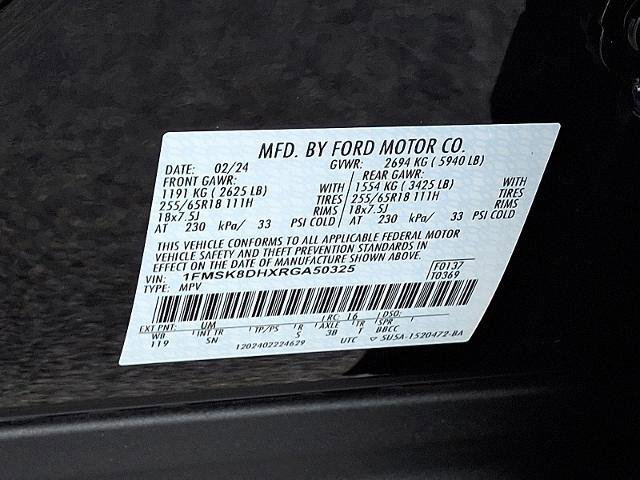 MFD. BY FORD MOTOR CO.
DATE: 02/24 GVWR: 2694 KG ( 5940 LB)
FRONT GAWR: REAR GAWR:
1191 KG ( 2625 LB) WITH 1554 KG ( 3425 LB) WITH
255/65R18 111H TIRES 255/65R18 111H TIRES
18x7.5J RIMS 18x7.5J RIMS
AT 230 kPa/ 33 PSI COLD AT 230 kPa/ 33 PSI COLD
THIS VEHICLE CONFORMS TO ALL APPLICABLE FEDERAL MOTOR
VEHICLE SAFETY AND THEFT PREVENTION STANDARDS IN
EFFECT ON THE DATE OF MANUFACTURE SHOWN ABOVE.
VIN: 1FMSK8DHXRGA50325 F0137
TYPE: MPV T0369
EXT PNT: UM RC: 16 DSO:
WB INT TR TP/PS R AXLE TR SPR
119 SN S 3B T BBCC
1202402224629 UTC ▽ SU5A-1520472-BA